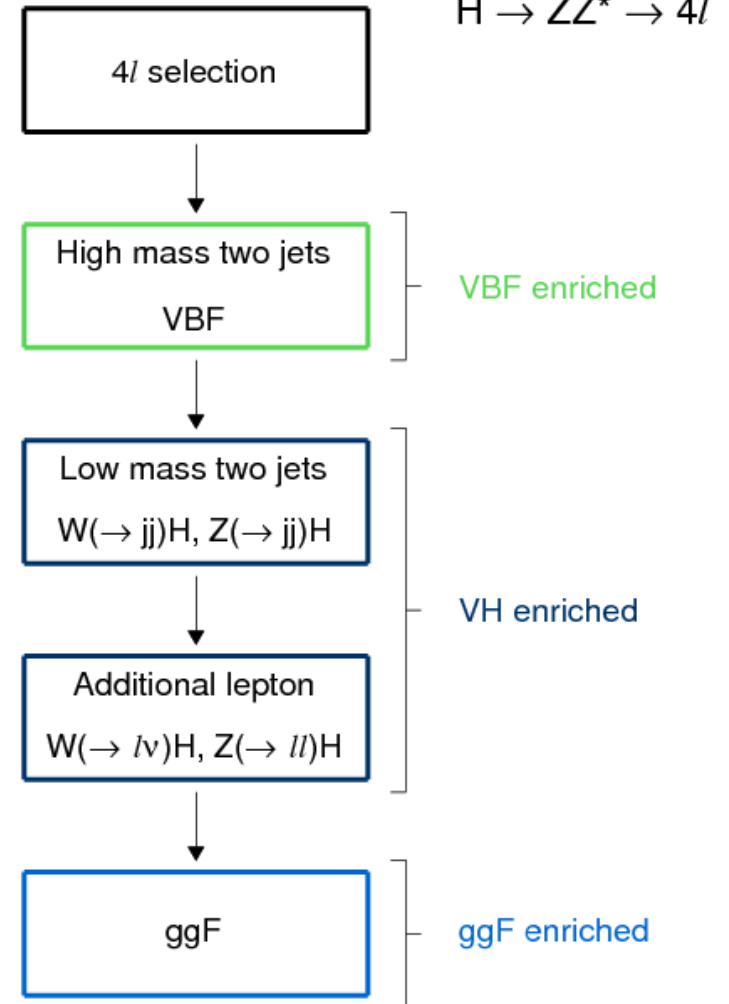 H → ZZ* → 4l
4l selection
High mass two jets
VBF
VBF enriched
Low mass two jets
W(→ jj)H, Z(→ jj)H
VH enriched
Additional lepton
W(→ lν)H, Z(→ ll)H
ggF
ggF enriched